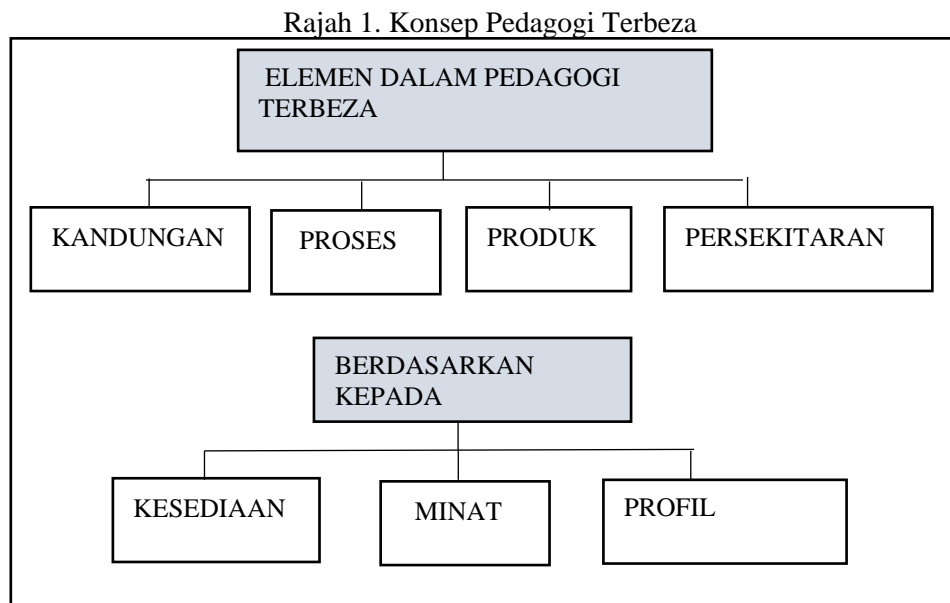 Rajah 1. Konsep Pedagogi Terbeza
ELEMEN DALAM PEDAGOGI
TERBEZA
KANDUNGAN
PROSES
PRODUK
PERSEKITARAN
BERDASARKAN
KEPADA
KESEDIAAN
MINAT
PROFIL